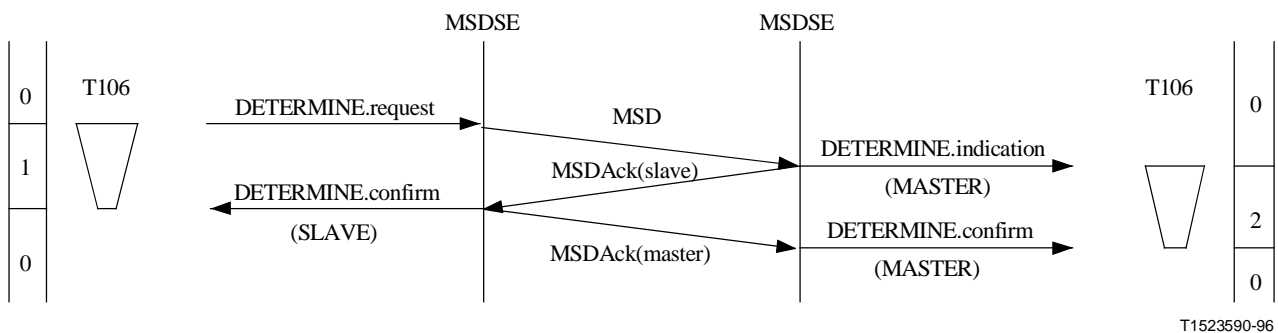 MSDSE MSDSE
T106 T106
0 0
DETERMINE.request MSD
1 MSDAck(slave) DETERMINE.indication
DETERMINE.confirm (MASTER)
(SLAVE) DETERMINE.confirm 2
0 MSDAck(master) (MASTER)
0
T1523590-96